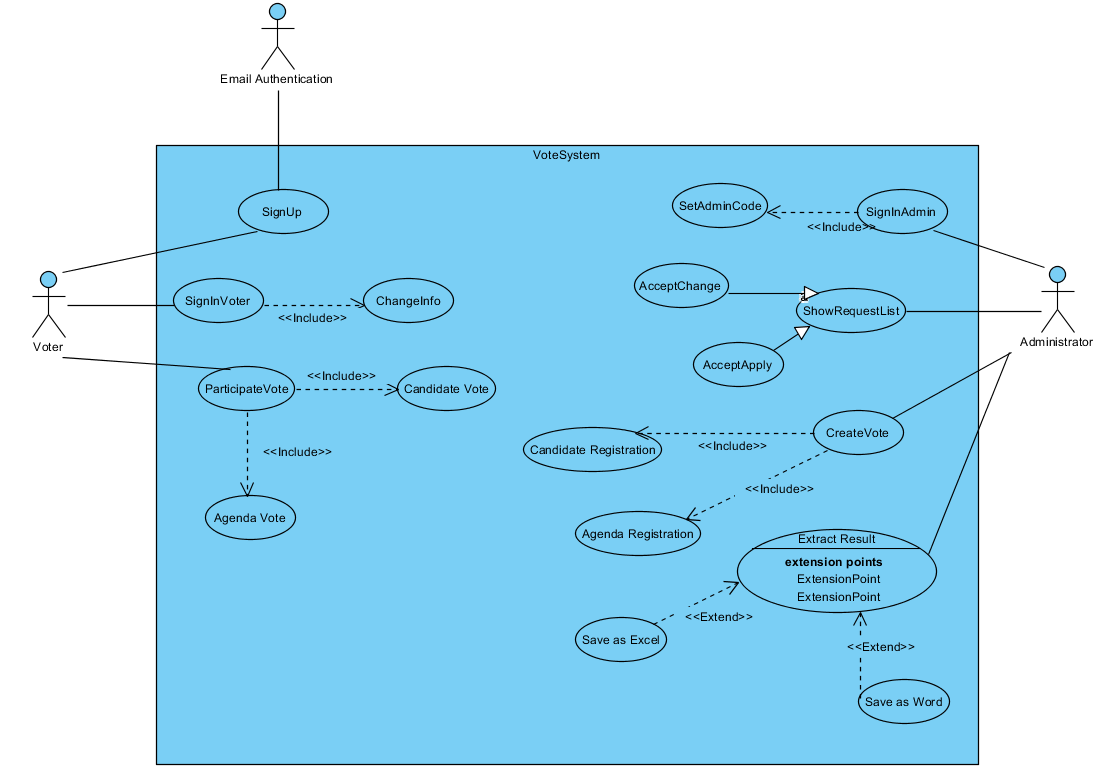 Email Authentication
VoteSystem
SignUp
SetAdminCode
SignInAdmin
<<Include>>
Voter
SignInVoter
ChangeInfo
<<Include>>
AcceptChange
ShowRequestList
Administrator
AcceptApply
ParticipateVote
<<Include>>
Candidate Vote
<<Include>>
Agenda Vote
CreateVote
Candidate Registration
<<Include>>
<<Include>>
Agenda Registration
Extract Result
extension points
ExtensionPoint
ExtensionPoint
<<Extend>>
Save as Excel
<<Extend>>
Save as Word